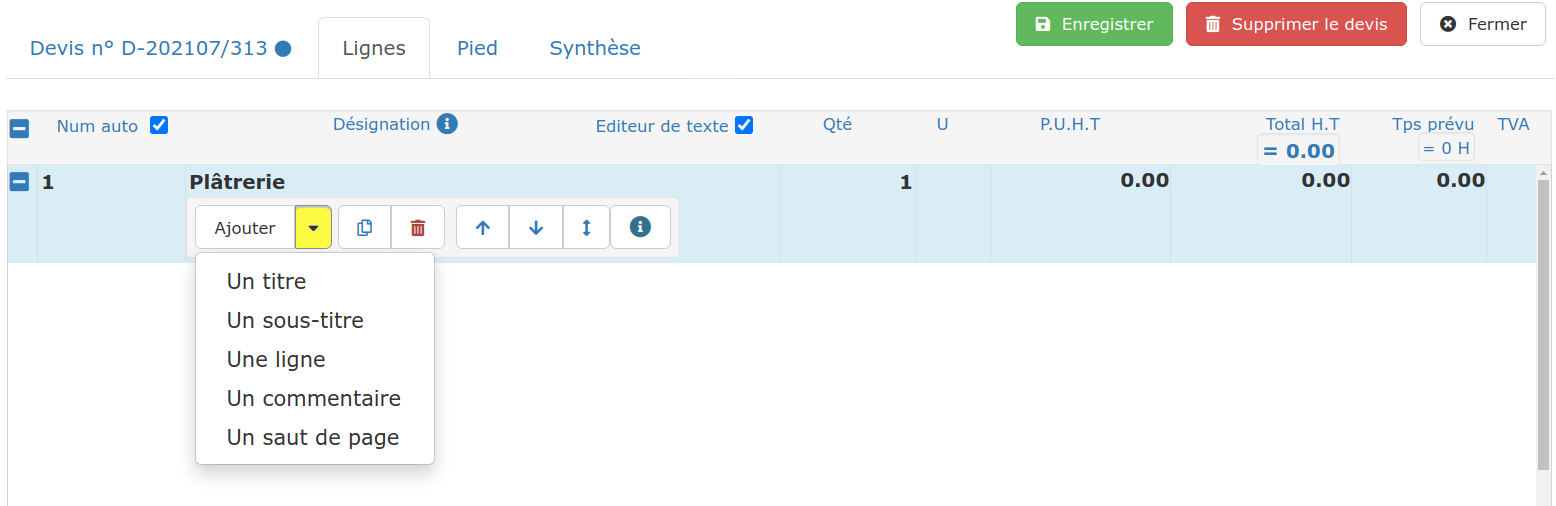 Enregistrer Supprimer le devis Fermer
Devis n° D-202107/313 Lignes Pied Synthèse
Num auto Désignation Editeur de texte Qté U P.U.H.T Total H.T Tps prévu TVA
= 0.00 = 0 H
1 Plâtrerie 1 0.00 0.00 0.00
Ajouter
Un titre
Un sous-titre
Une ligne
Un commentaire
Un saut de page